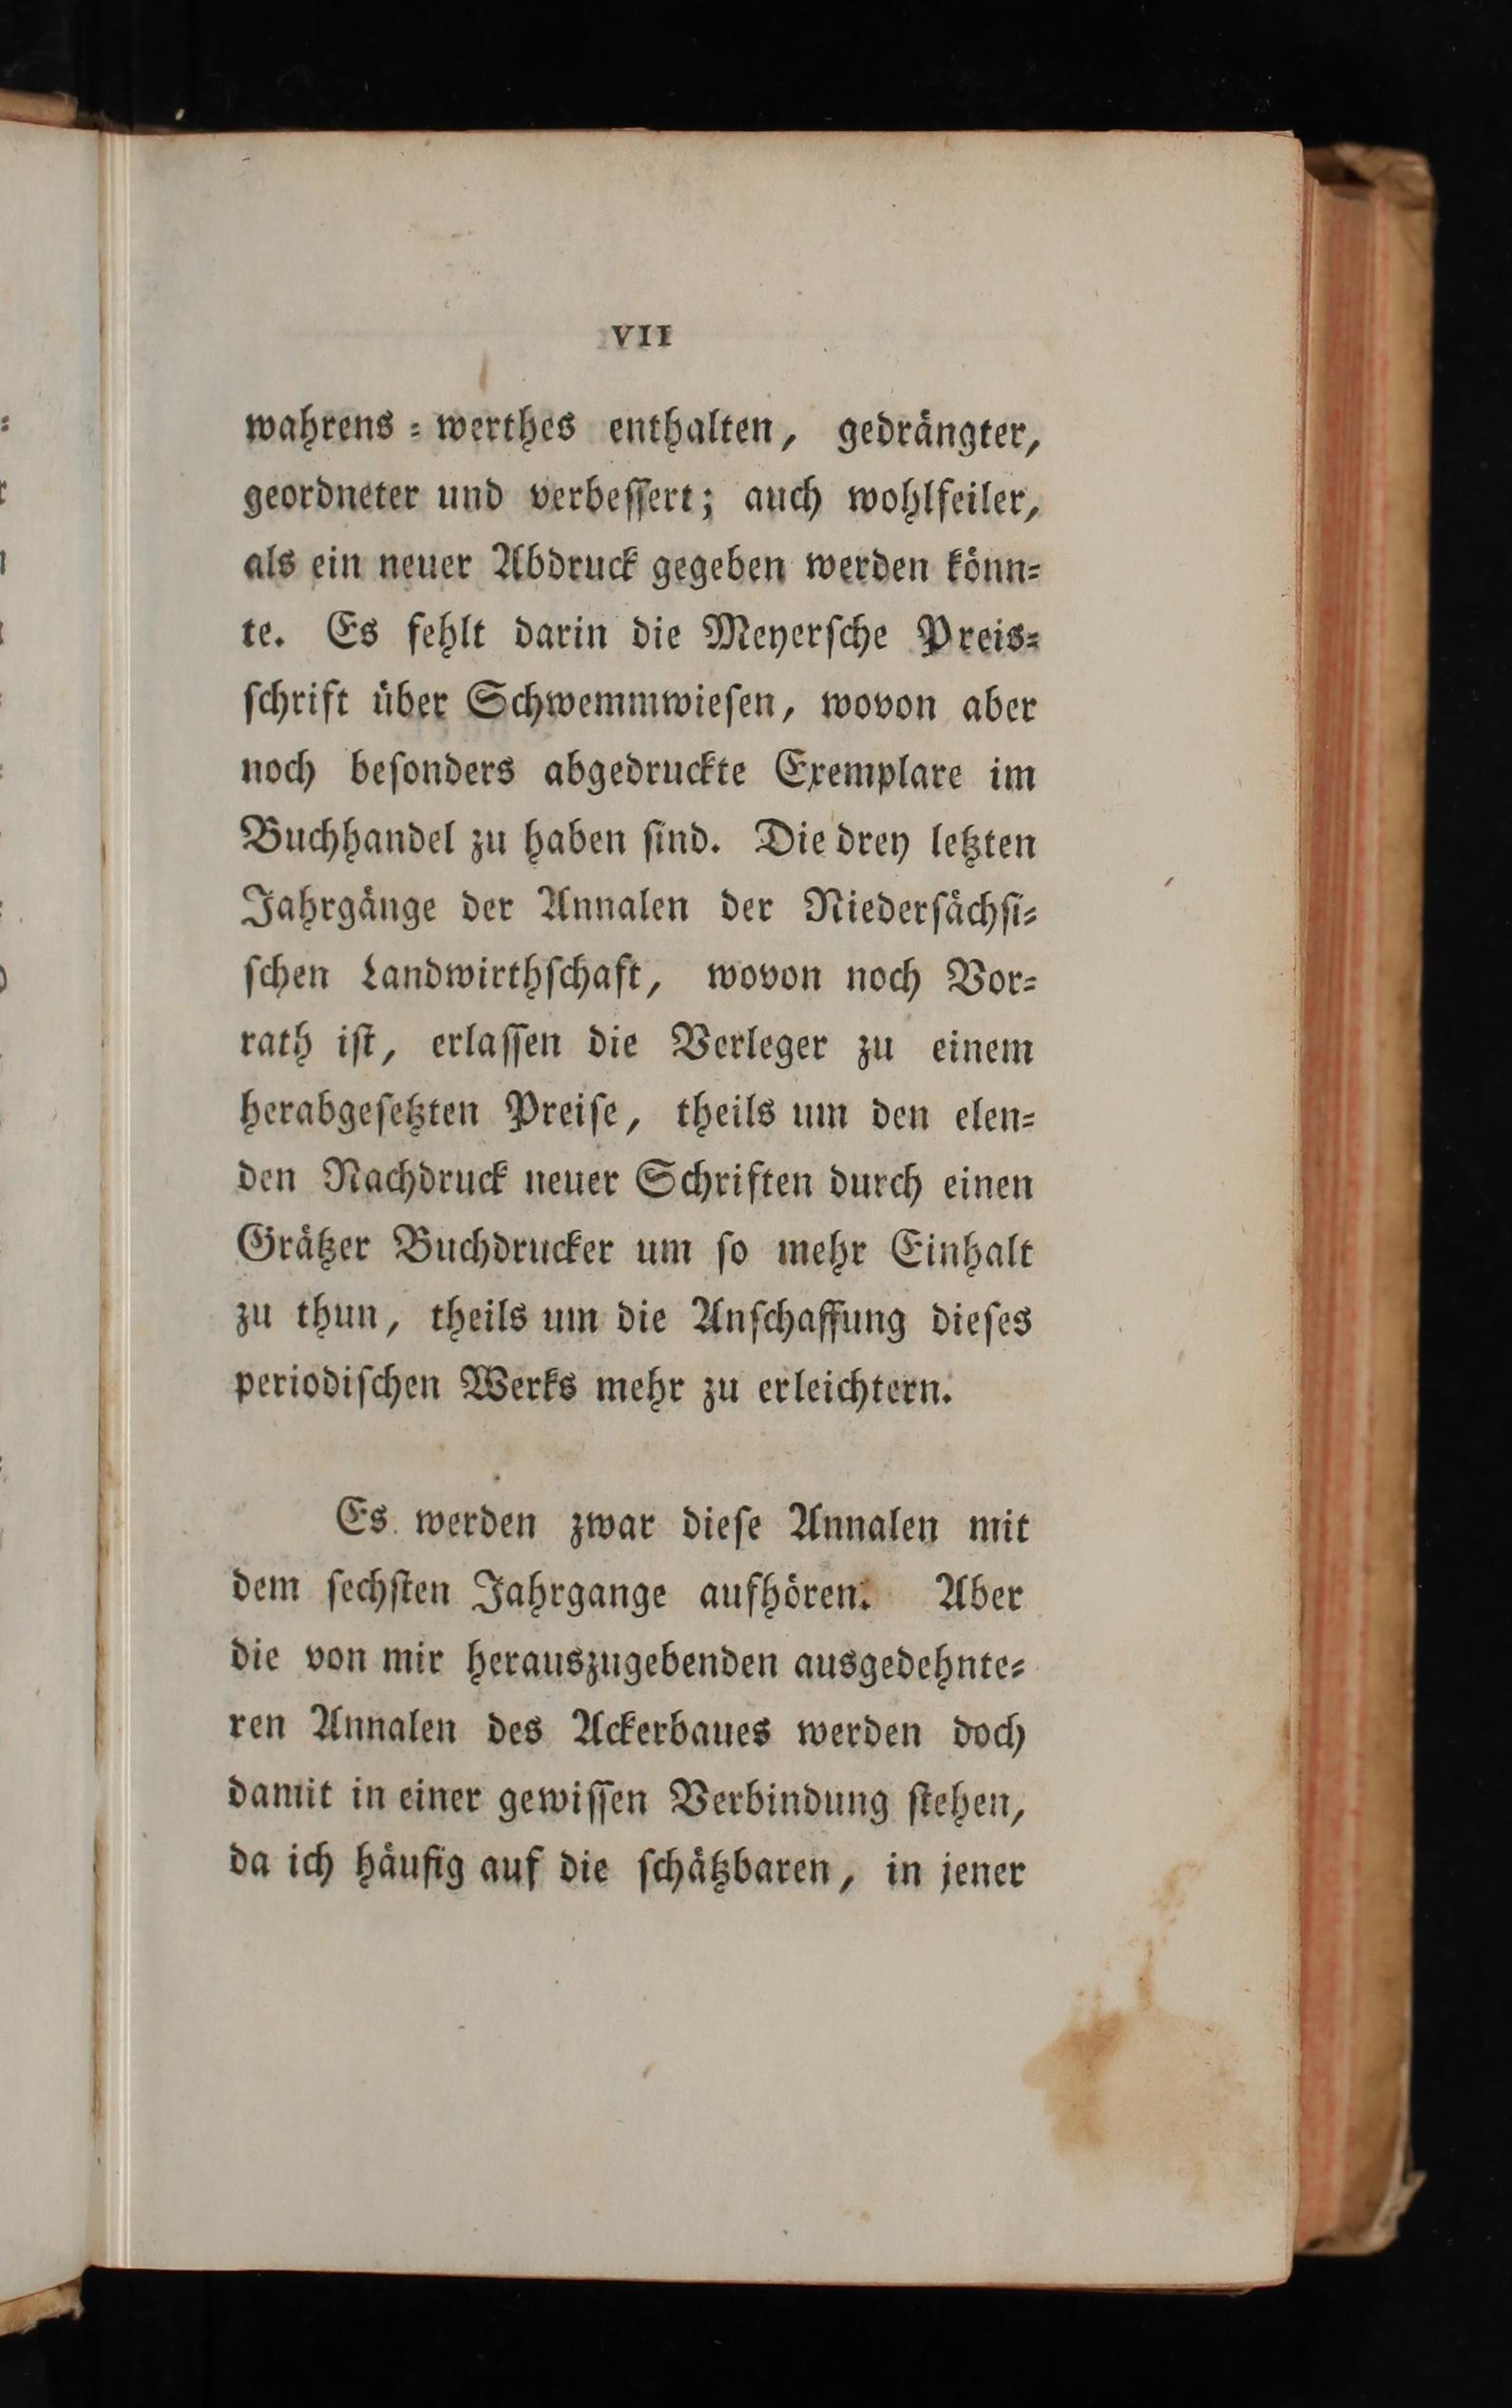 VII
wahrens = werthes enthalten, gedrängter,
geordneter und verbessert; auch wohlfeiler,
als ein neuer Abdruck gegeben werden könn=
te. Es fehlt darin die Meyersche Preis=
schrift über Schwemmwiesen, wovon aber
noch besonders abgedruckte Exemplare im
Buchhandel zu haben sind. Die drey letzten
Jahrgänge der Annalen der Niedersächsi=
schen Landwirthschaft, wovon noch Vor=
rath ist, erlassen die Verleger zu einem
herabgesetzten Preise, theils um den elen=
den Nachdruck neuer Schriften durch einen
Grätzer Buchdrucker um so mehr Einhalt
zu thun, theils um die Anschaffung dieses
periodischen Werks mehr zu erleichtern.
Es werden zwar diese Annalen mit
dem sechsten Jahrgange aufhören. Aber
die von mir herauszugebenden ausgedehnte=
ren Annalen des Ackerbaues werden doch
damit in einer gewissen Verbindung stehen,
da ich häufig auf die schätzbaren, in jener